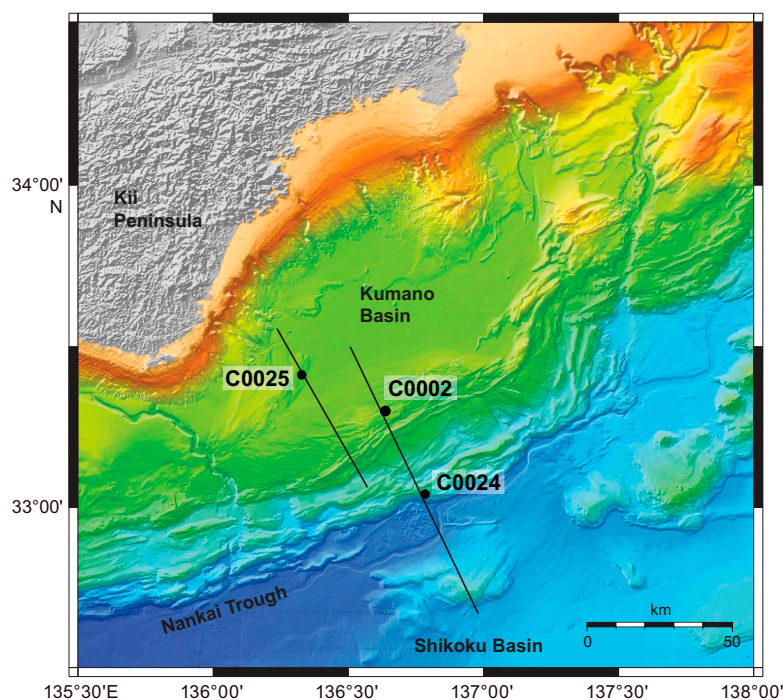 34°00'
N
Kii
Peninsula
Kumano
Basin
C0025
C0002
C0024
33°00'
Nankai Trough
km
0 50
Shikoku Basin
135°30'E 136°00' 136°30' 137°00' 137°30' 138°00'